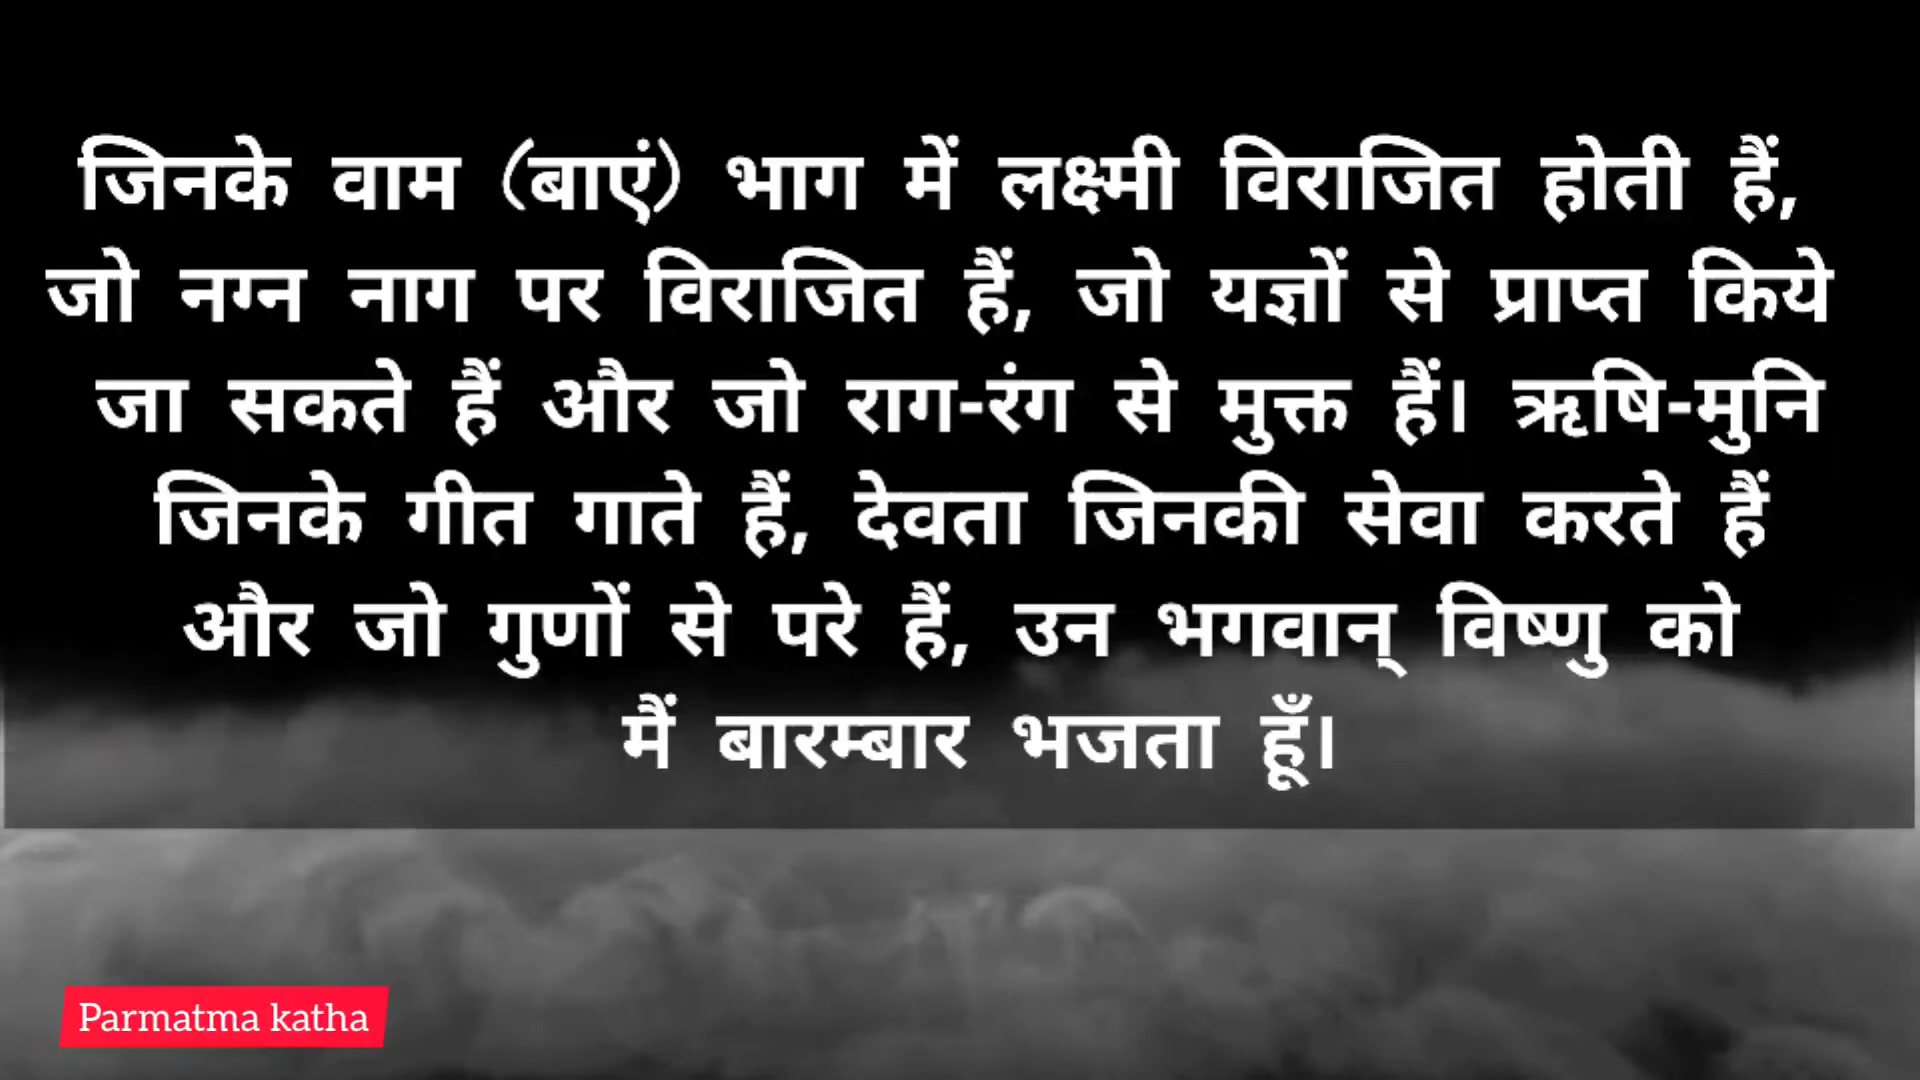 जिनके वाम (बाएं) भाग में लक्ष्मी विराजित होती हैं,
जो नग्न नाग पर विराजित हैं, जो यज्ञों से प्राप्त किये
जा सकते हैं और जो राग-रंग से मुक्त हैं। ऋषि-मुनि
जिनके गीत गाते हैं, देवता जिनकी सेवा करते हैं
और जो गुणों से परे हैं, उन भगवान् विष्णु को
मैं बारम्बार भजता हूँ।
Parmatma katha